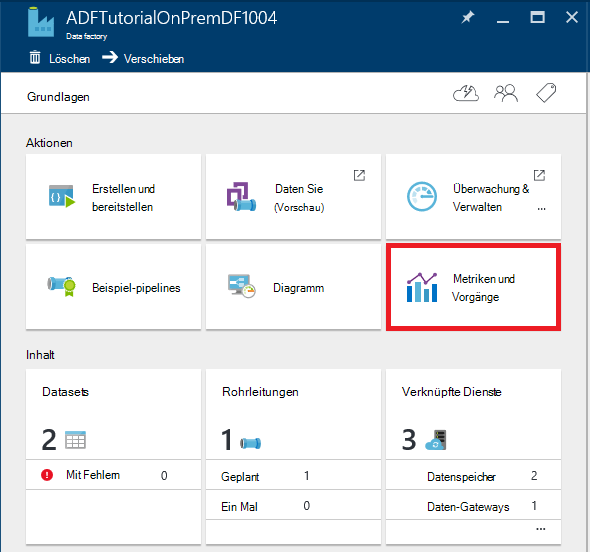 ADFTutorialOnPremDF1004
Data factory
Löschen Verschieben
Grundlagen
Aktionen
Erstellen und
bereitstellen
Daten Sie
(Vorschau)
Überwachung &
Verwalten
...
Beispiel-pipelines
Diagramm
Metriken und
Vorgänge
Inhalt
Datasets
2
Mit Fehlern 0
Rohrleitungen
1
Geplant 1
Ein Mal 0
Verknüpfte Dienste
3
Datenspeicher 2
Daten-Gateways 1
...